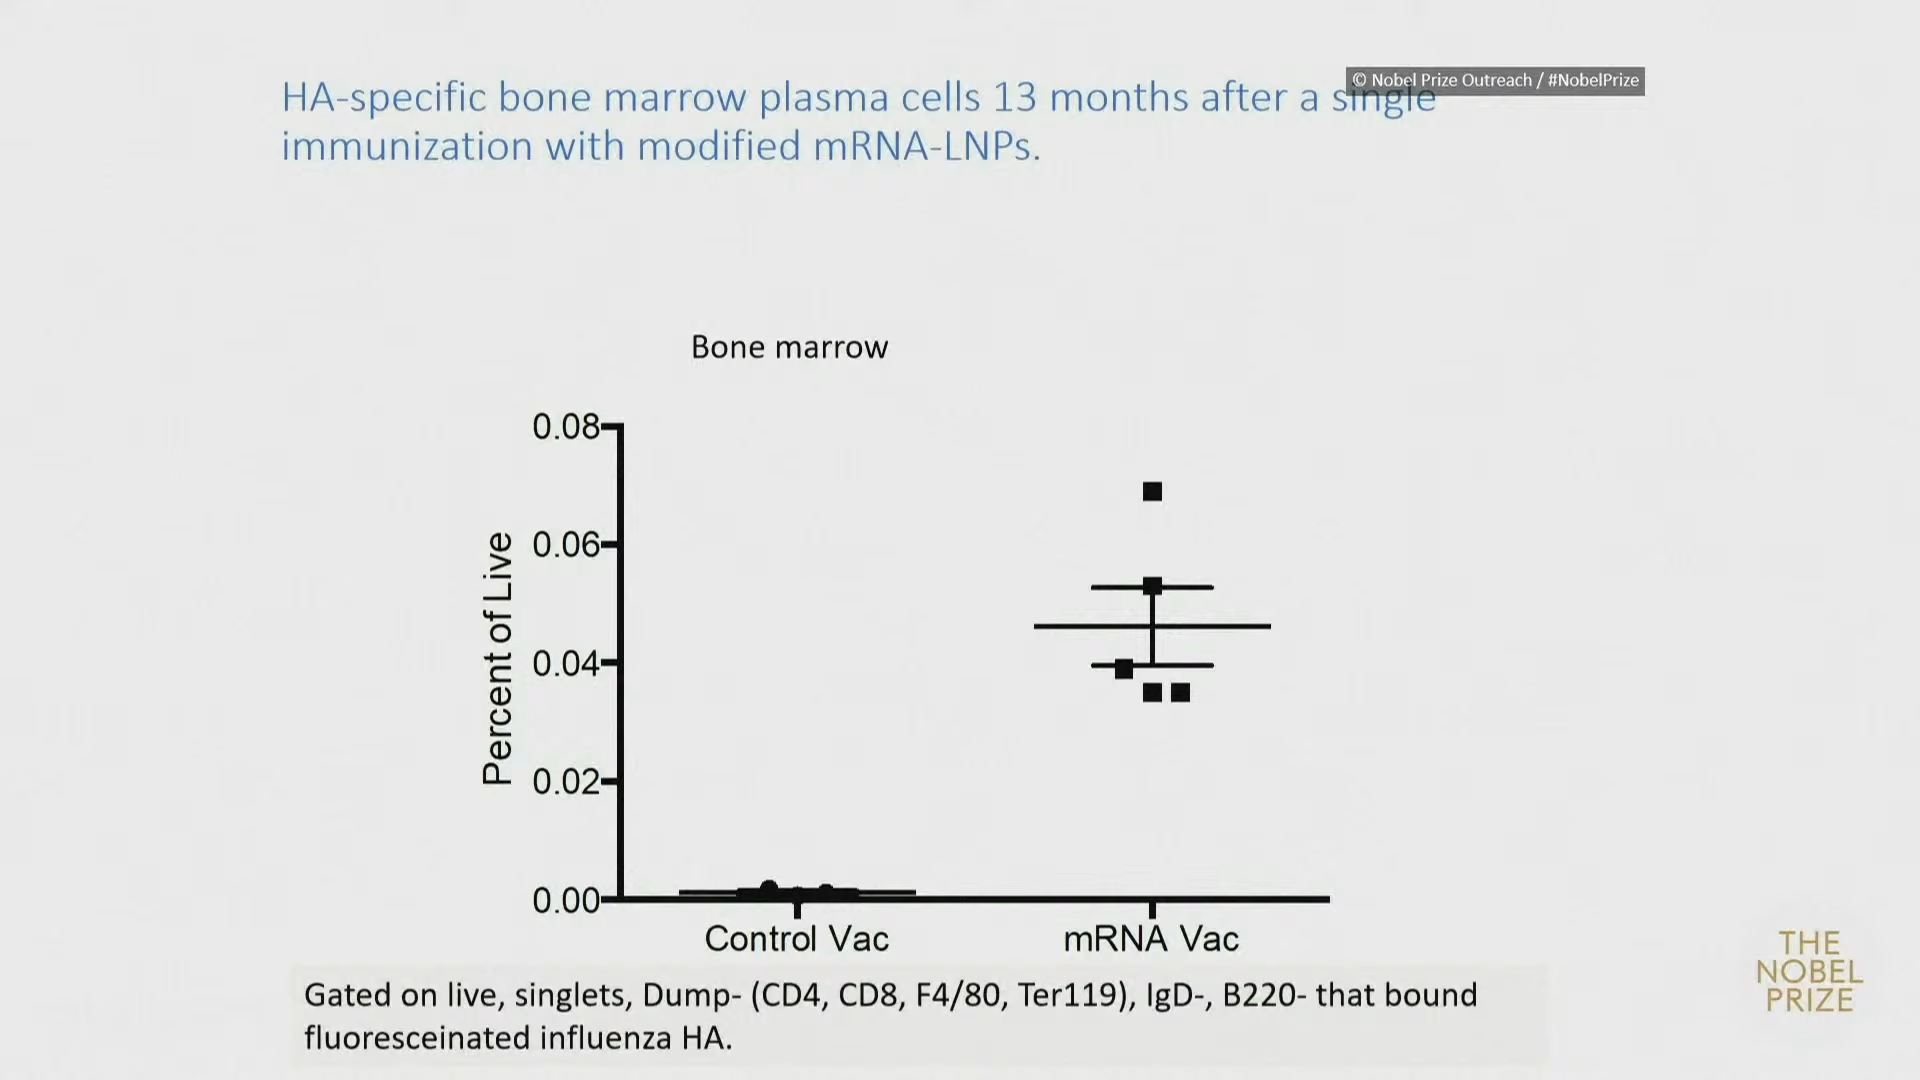 © Nobel Prize Outreach / #NobelPrize
HA-specific bone marrow plasma cells 13 months after a single
immunization with modified mRNA-LNPs.
Bone marrow
Percent of Live
0.08
0.06
0.04
0.02
0.00
Control Vac
mRNA Vac
Gated on live, singlets, Dump- (CD4, CD8, F4/80, Ter119), IgD-, B220- that bound
fluoresceinated influenza HA.
THE
NOBEL
PRIZE